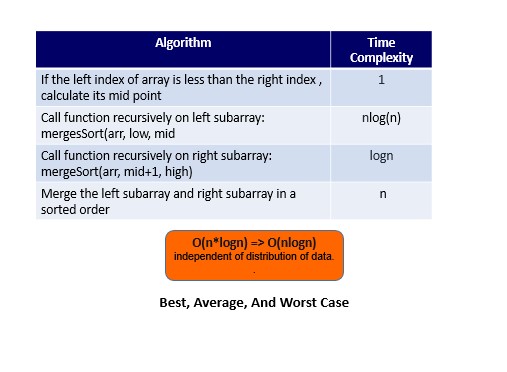 Algorithm
Time
Complexity
If the left index of array is less than the right index ,
calculate its mid point
1
Call function recursively on left subarray:
mergesSort(arr, low, mid
nlog(n)
Call function recursively on right subarray:
mergeSort(arr, mid+1, high)
logn
Merge the left subarray and right subarray in a
sorted order
n
O(n*logn) => O(nlogn)
independent of distribution of data.
.
Best, Average, And Worst Case